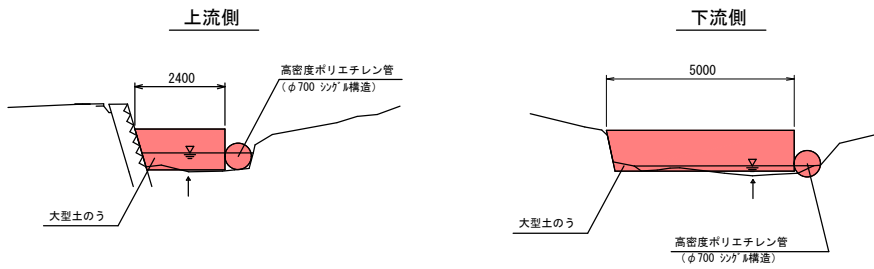 上流側
2400
高密度ポリエチレン管
(φ700 ｼﾝｸﾞﾙ構造)
大型土のう
下流側
5000
大型土のう
高密度ポリエチレン管
(φ700 ｼﾝｸﾞﾙ構造)